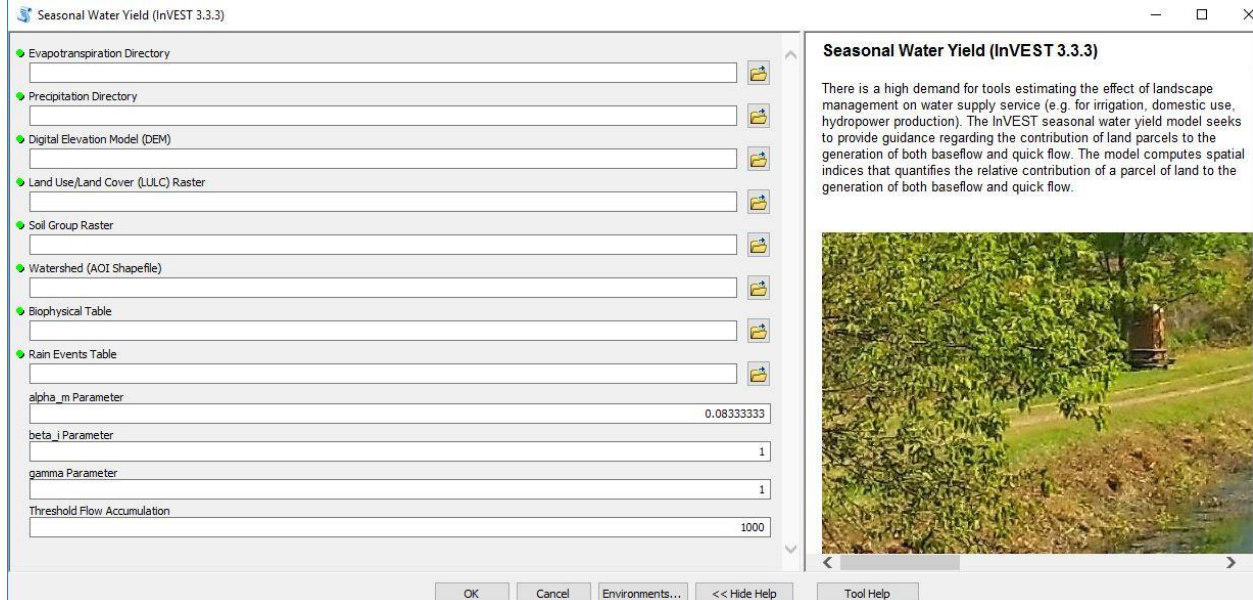 Seasonal Water Yield (InVEST 3.3.3)
Evapotranspiration Directory
Precipitation Directory
Digital Elevation Model (DEM)
Land Use/Land Cover (LULC) Raster
Soil Group Raster
Watershed (AOI Shapefile)
Biophysical Table
Rain Events Table
alpha_m Parameter
0.08333333
beta_i Parameter
1
gamma Parameter
1
Threshold Flow Accumulation
1000
Seasonal Water Yield (InVEST 3.3.3)
There is a high demand for tools estimating the effect of landscape
management on water supply service (e.g. for irrigation, domestic use,
hydropower production). The InVEST seasonal water yield model seeks
to provide guidance regarding the contribution of land parcels to the
generation of both baseflow and quick flow. The model computes spatial
indices that quantifies the relative contribution of a parcel of land to the
generation of both baseflow and quick flow.
OK
Cancel
Environments...
<< Hide Help
Tool Help